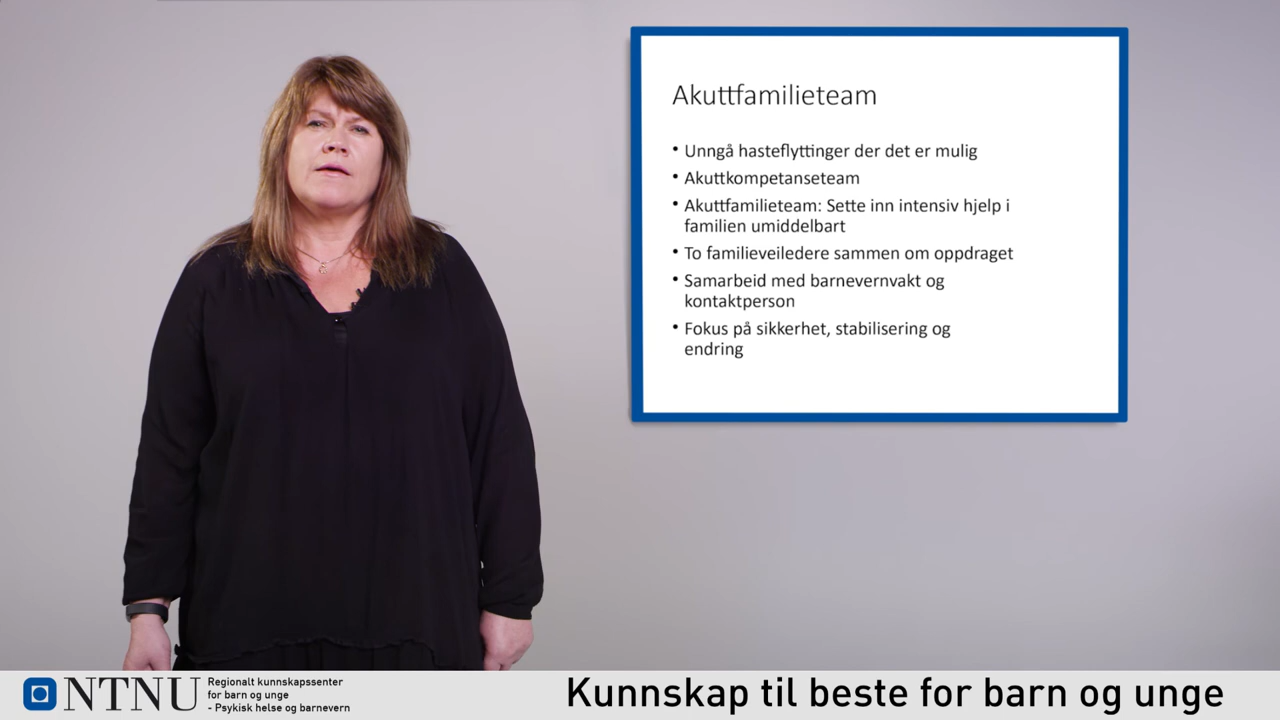 Akuttfamilieteam
• Unngå hasteflyttinger der det er mulig
• Akuttkompetanseteam
• Akuttfamilieteam: Sette inn intensiv hjelp i
familien umiddelbart
• To familieveiledere sammen om oppdraget
• Samarbeid med barnevernvakt og
kontaktperson
• Fokus på sikkerhet, stabilisering og
endring
NTNU
Regionalt kunnskapssenter
for barn og unge
- Psykisk helse og barnevern
Kunnskap til beste for barn og unge